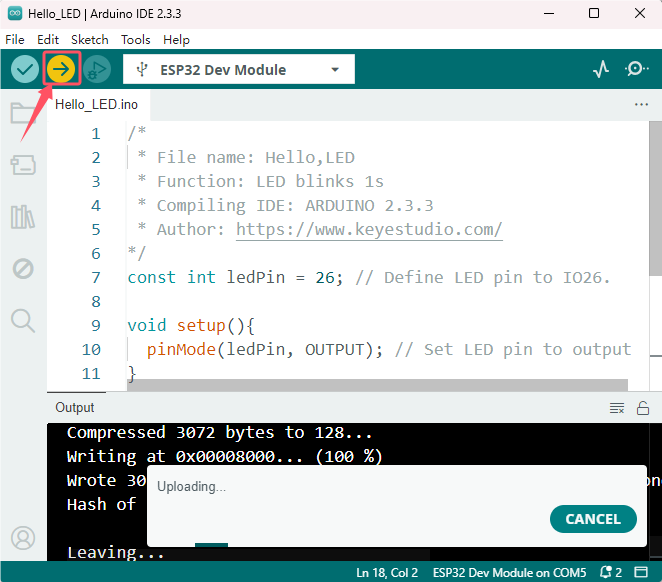 Hello_LED | Arduino IDE 2.3.3
File Edit Sketch Tools Help
ESP32 Dev Module
Hello_LED.ino
1 /*
2 * File name: Hello,LED
3 * Function: LED blinks 1s
4 * Compiling IDE: ARDUINO 2.3.3
5 * Author: https://www.keyestudio.com/
6 */
7 const int ledPin = 26; // Define LED pin to IO26.
8
9 void setup(){
10 pinMode(ledPin, OUTPUT); // Set LED pin to output
11 }
Output
Compressed 3072 bytes to 128...
Writing at 0x00008000... (100 %)
Wrote 30
Hash of
Uploading...
CANCEL
Leaving...
Ln 18, Col 2 ESP32 Dev Module on COM5 2